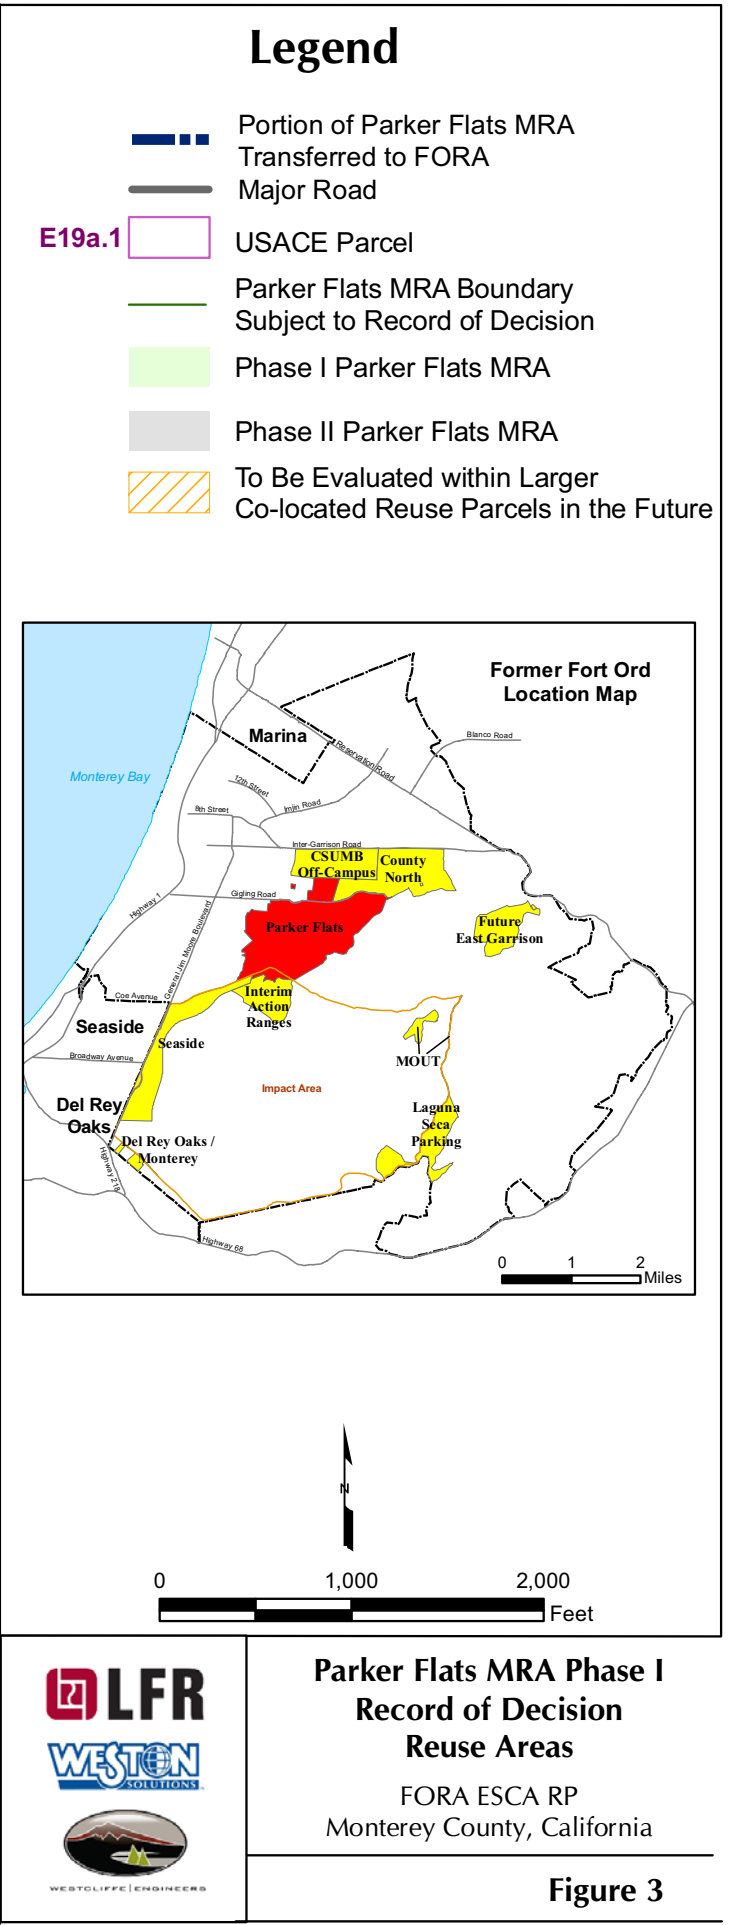 Legend
Portion of Parker Flats MRA
Transferred to FORA
Major Road
E19a.1
USACE Parcel
Parker Flats MRA Boundary
Subject to Record of Decision
Phase I Parker Flats MRA
Phase II Parker Flats MRA
To Be Evaluated within Larger
Co-located Reuse Parcels in the Future
Former Fort Ord
Location Map
Marina
Blanco Road
Reservation Road
Monterey Bay
12th Street
Imjin Road
8th Street
Inter-Garrison Road
CSUMB
Off-Campus
County
North
Gigling Road
Highway 1
General Jim Moore Boulevard
Parker Flats
Future
East Garrison
Coe Avenue
Interim
Action
Ranges
Seaside
Seaside
Broadway Avenue
MOUT
Impact Area
Del Rey
Oaks
Laguna
Seca
Parking
Del Rey Oaks /
Monterey
Highway 218
Highway 68
0 1 2
Miles
N
0 1,000 2,000
Feet
LFR
WESTON
SOLUTIONS
WESTCLIFFE | ENGINEERS
Parker Flats MRA Phase I
Record of Decision
Reuse Areas
FORA ESCA RP
Monterey County, California
Figure 3